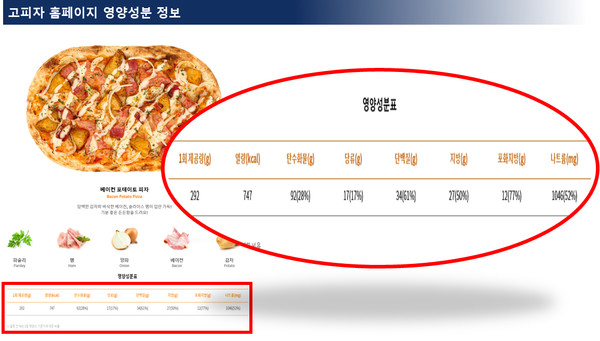 고피자 홈페이지 영양성분 정보
베이컨 포테이토 피자
Bacon Potato Pizza
파슬리
Parsley
햄
Ham
양파
Onion
베이컨
Bacon
감자
Potato
영양성분표
1회 제공량(g) 열량(kcal) 탄수화물(g) 당류(g) 단백질(g) 지방(g) 포화지방(g) 나트륨(mg)
292 747 92(28%) 17(17%) 34(61%) 27(50%) 12(77%) 1046(52%)
영양성분표
1회 제공량(g) 열량(kcal) 탄수화물(g) 당류(g) 단백질(g) 지방(g) 포화지방(g) 나트륨(mg)
292 747 92(28%) 17(17%) 34(61%) 27(50%) 12(77%) 1046(52%)